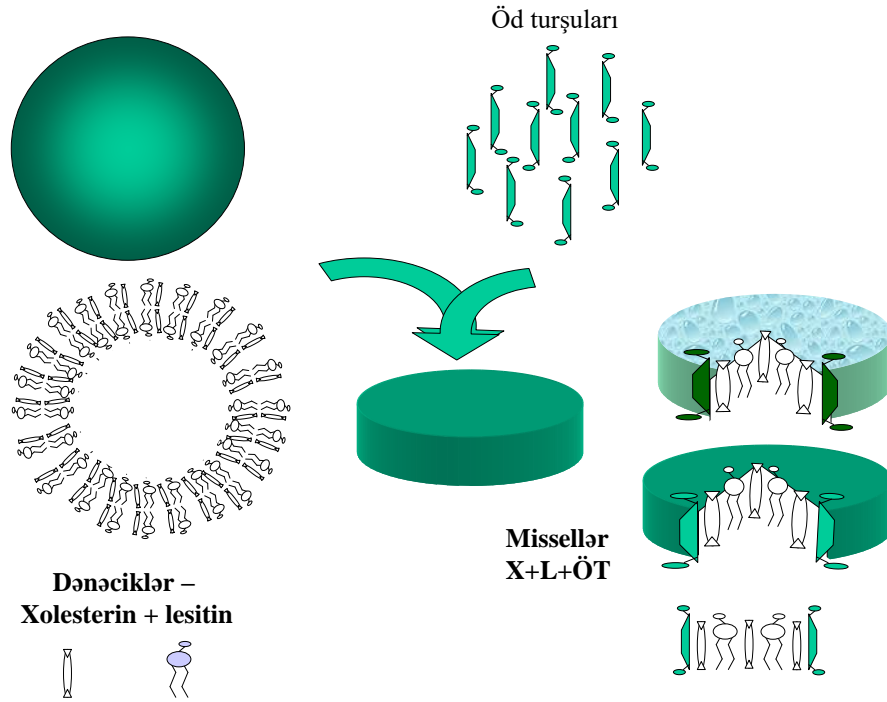 Öd turşuları
Missellər
X+L+ÖT
Dənəciklər –
Xolesterin + lesitin